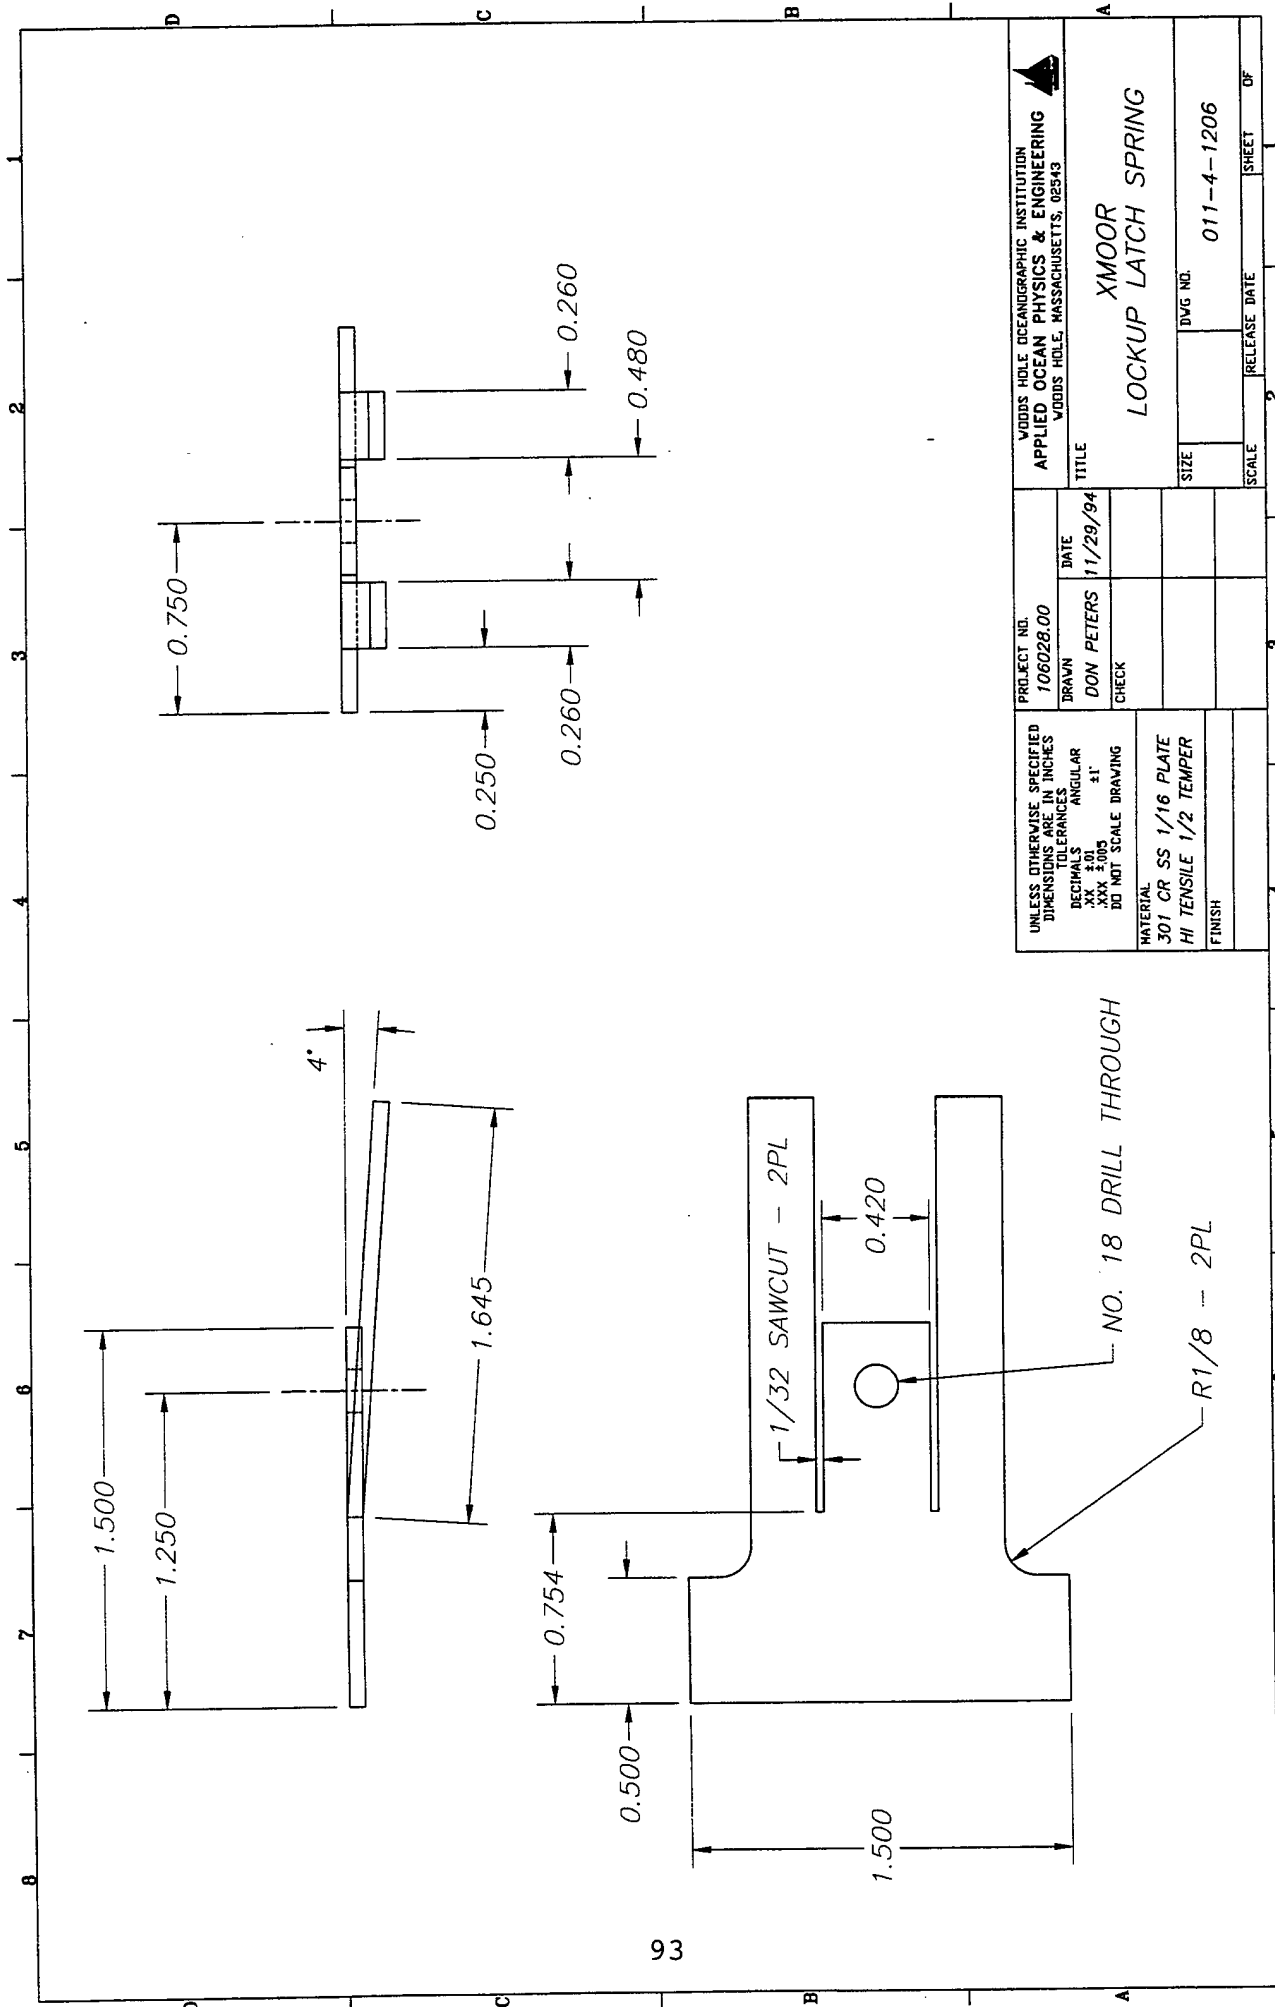 8
7
6
5
4
3
2
1
D
C
B
A
1.500
1.250
4°
1.645
0.750
0.250
0.260
0.260
0.480
0.754
0.500
1.500
1/32 SAWCUT - 2PL
0.420
NO. 18 DRILL THROUGH
R1/8 - 2PL
UNLESS OTHERWISE SPECIFIED
DIMENSIONS ARE IN INCHES
TOLERANCES
DECIMALS ANGULAR
.XX ±.01 ±1°
.XXX ±.005
DO NOT SCALE DRAWING
MATERIAL
301 CR SS 1/16 PLATE
HI TENSILE 1/2 TEMPER
FINISH
PROJECT NO.
106028.00
DRAWN DATE
DON PETERS 11/29/94
CHECK
WOODS HOLE OCEANOGRAPHIC INSTITUTION
APPLIED OCEAN PHYSICS & ENGINEERING
WOODS HOLE, MASSACHUSETTS, 02543
TITLE
XMOOR
LOCKUP LATCH SPRING
SIZE DWG NO.
011-4-1206
SCALE RELEASE DATE SHEET OF
C
B
A
93